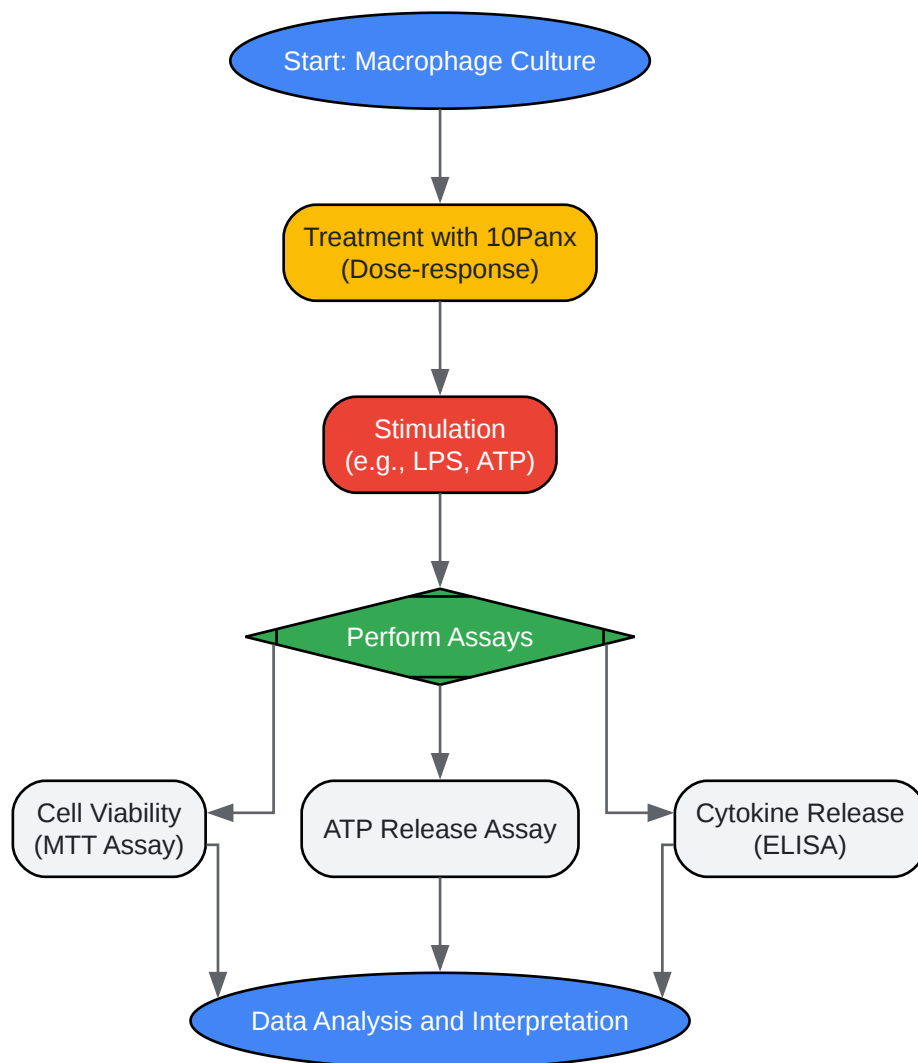 Start: Macrophage Culture
Treatment with 10Panx
(Dose-response)
Stimulation
(e.g., LPS, ATP)
Perform Assays
Cell Viability
(MTT Assay)
ATP Release Assay
Cytokine Release
(ELISA)
Data Analysis and Interpretation